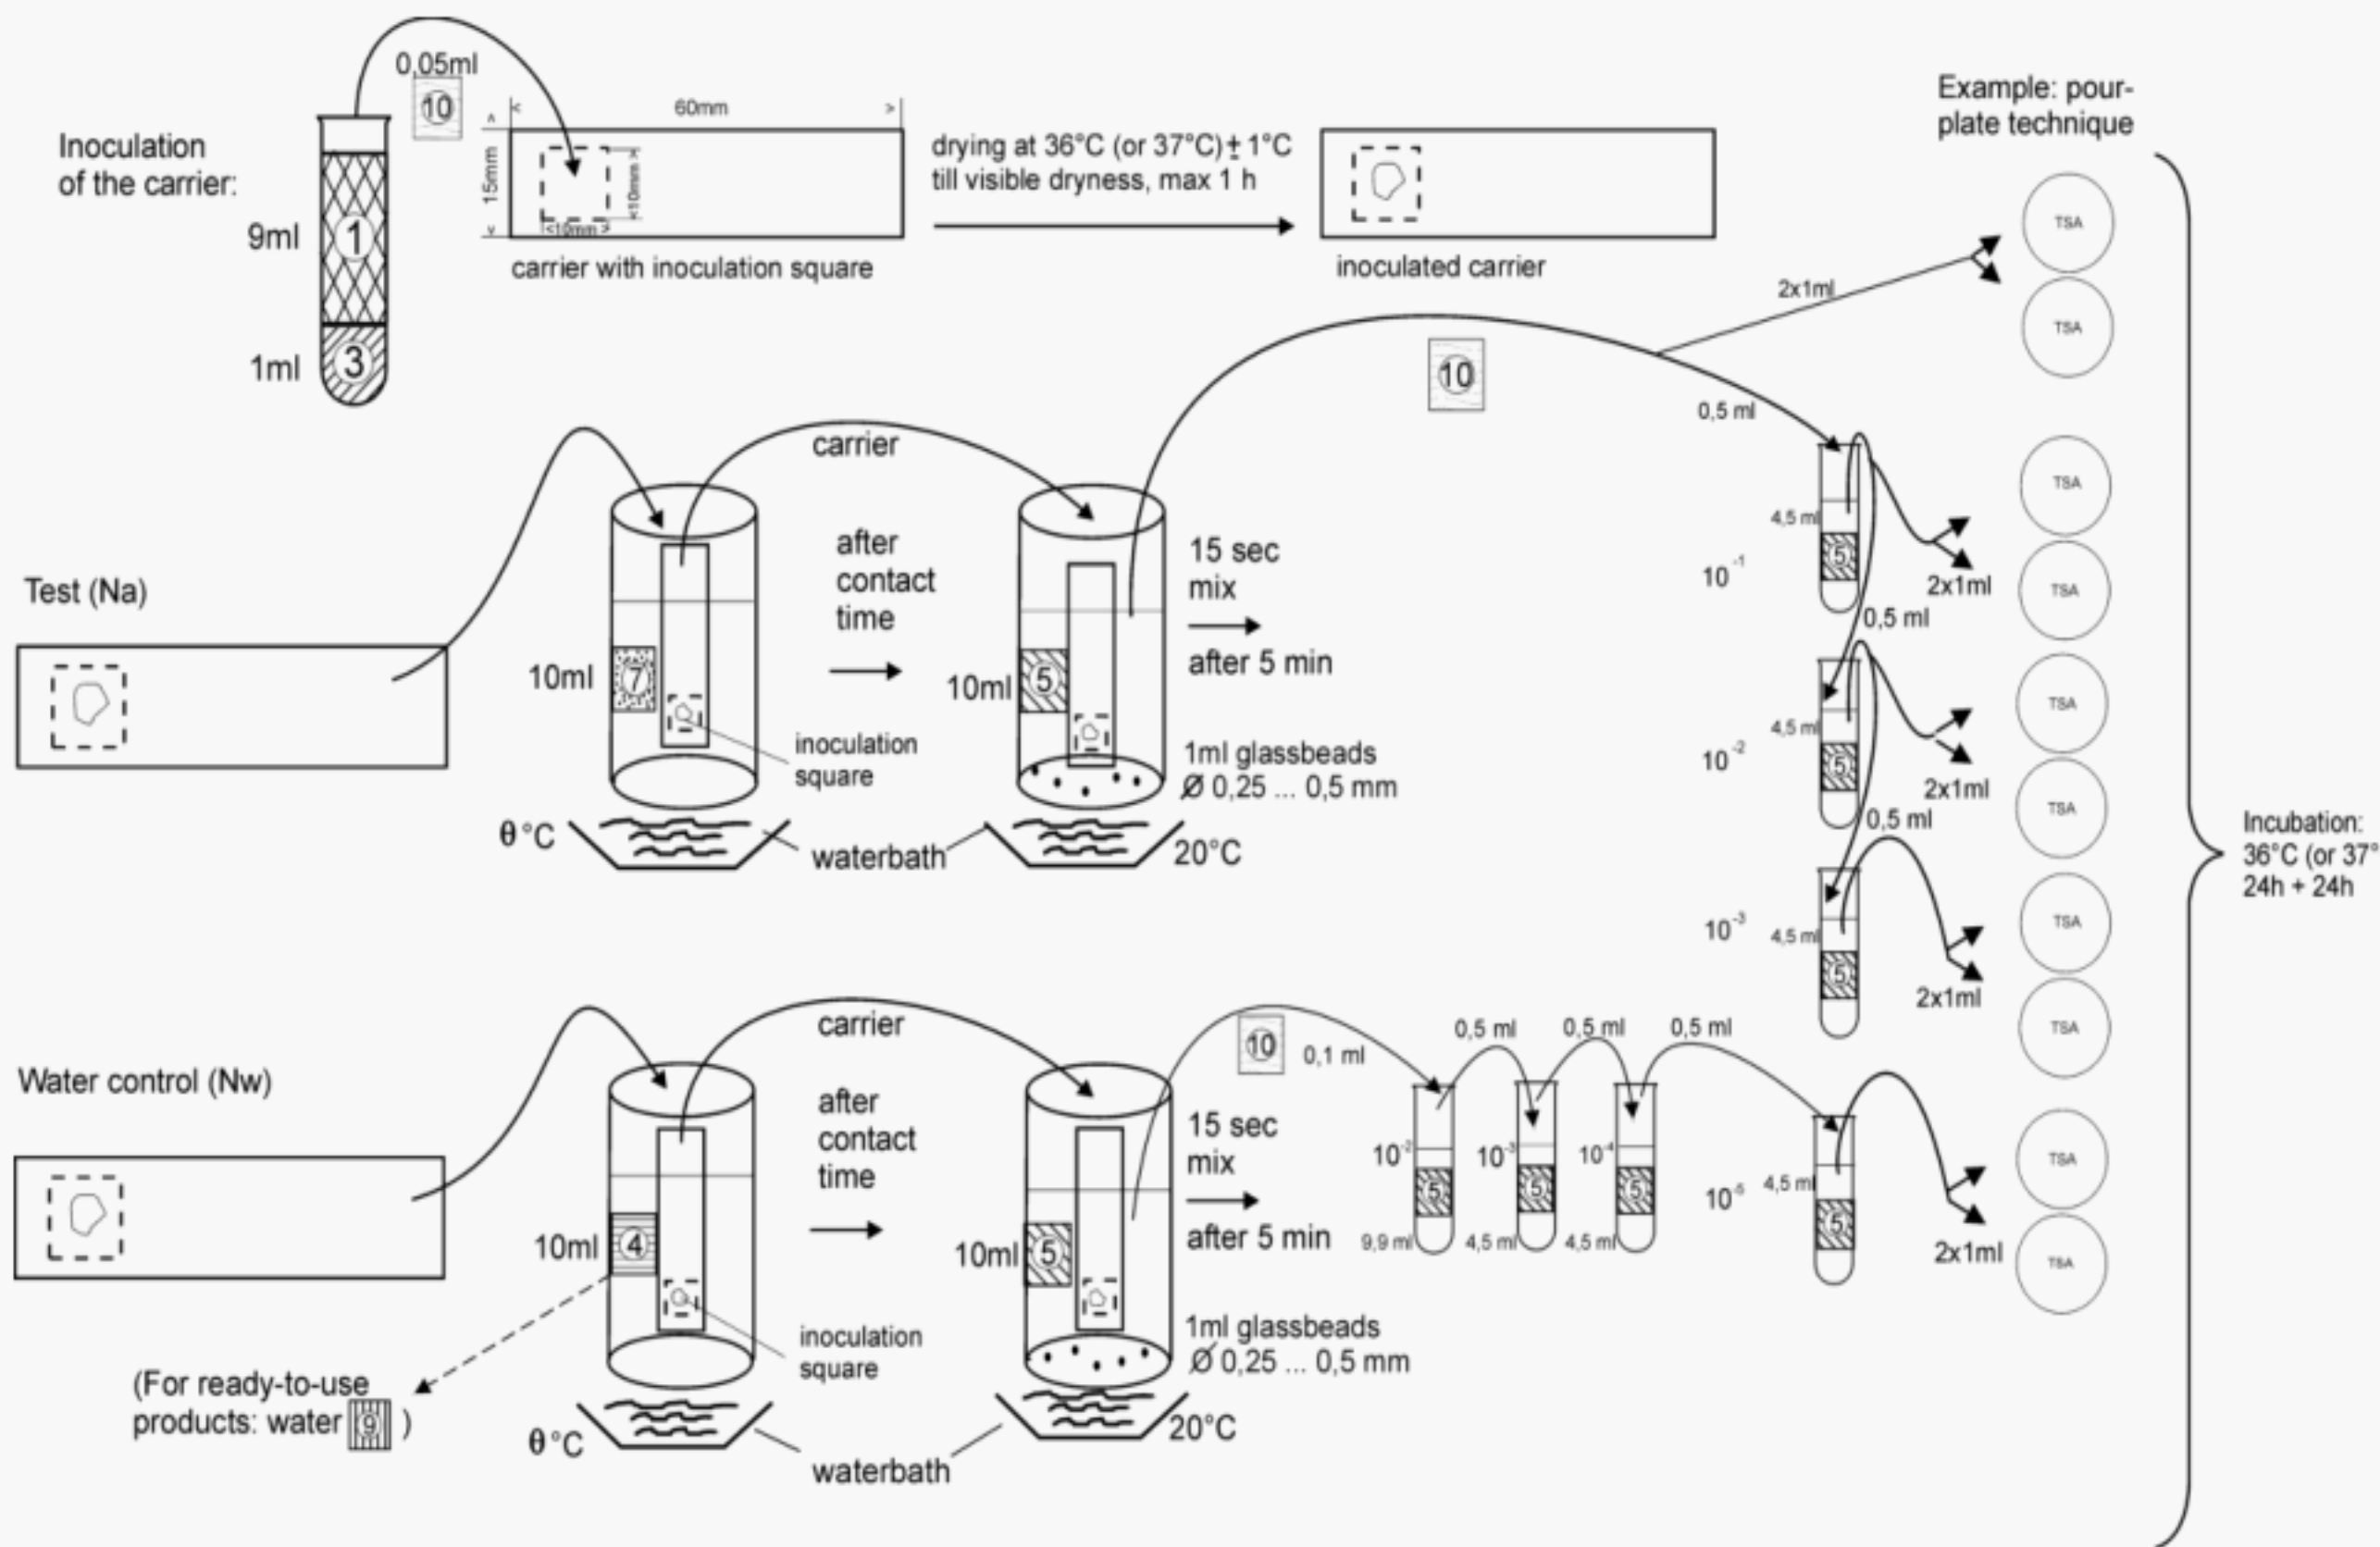 0,05ml
10
Inoculation
of the carrier:
9ml
1
1ml
3
60mm
15mm
<10mm>
<10mm>
carrier with inoculation square
drying at 36°C (or 37°C) ± 1°C
till visible dryness, max 1 h
inoculated carrier
Example: pour-
plate technique
2x1ml
TSA
TSA
10
0,5 ml
Test (Na)
carrier
after
contact
time
10ml
7
inoculation
square
θ °C
waterbath
10ml
5
15 sec
mix
after 5 min
1ml glassbeads
Ø 0,25 ... 0,5 mm
20°C
4,5 ml
5
10⁻¹
2x1ml
TSA
TSA
0,5 ml
4,5 ml
5
10⁻²
2x1ml
TSA
TSA
0,5 ml
4,5 ml
5
10⁻³
2x1ml
TSA
TSA
Incubation:
36°C (or 37°
24h + 24h
Water control (Nw)
carrier
after
contact
time
10ml
4
inoculation
square
(For ready-to-use
products: water 9 )
θ °C
waterbath
10ml
5
15 sec
mix
after 5 min
1ml glassbeads
Ø 0,25 ... 0,5 mm
20°C
10
0,1 ml
0,5 ml
0,5 ml
0,5 ml
10⁻²
5
9,9 ml
10⁻³
5
4,5 ml
10⁻⁴
5
4,5 ml
10⁻⁵
4,5 ml
5
2x1ml
TSA
TSA